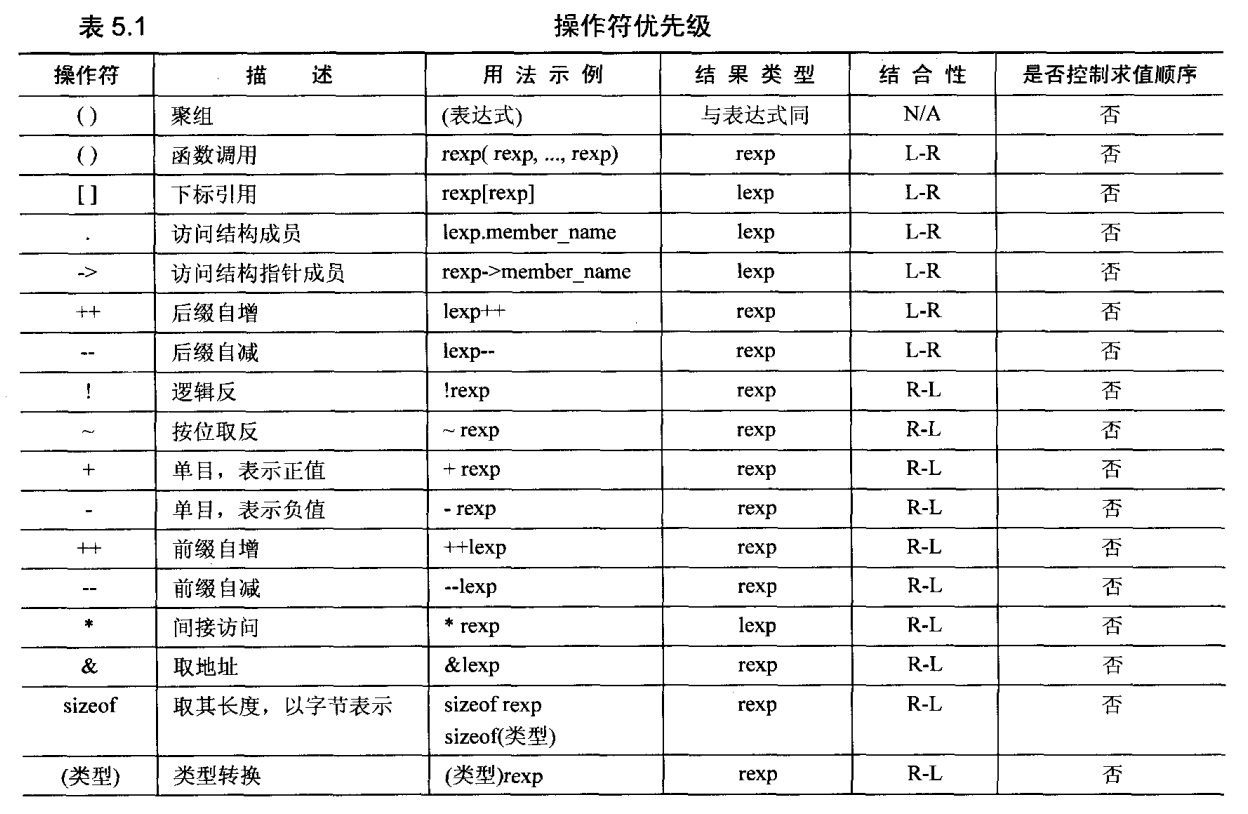 表 5.1 操作符优先级
操作符 描 述 用 法 示 例 结 果 类 型 结 合 性 是否控制求值顺序
( ) 聚组 (表达式) 与表达式同 N/A 否
( ) 函数调用 rexp( rexp, ..., rexp) rexp L-R 否
[ ] 下标引用 rexp[rexp] lexp L-R 否
. 访问结构成员 lexp.member_name lexp L-R 否
-> 访问结构指针成员 rexp->member_name lexp L-R 否
++ 后缀自增 lexp++ rexp L-R 否
-- 后缀自减 lexp-- rexp L-R 否
! 逻辑反 !rexp rexp R-L 否
~ 按位取反 ~ rexp rexp R-L 否
+ 单目，表示正值 + rexp rexp R-L 否
- 单目，表示负值 - rexp rexp R-L 否
++ 前缀自增 ++lexp rexp R-L 否
-- 前缀自减 --lexp rexp R-L 否
* 间接访问 * rexp lexp R-L 否
& 取地址 &lexp rexp R-L 否
sizeof 取其长度，以字节表示 sizeof rexp rexp R-L 否
sizeof(类型)
(类型) 类型转换 (类型)rexp rexp R-L 否